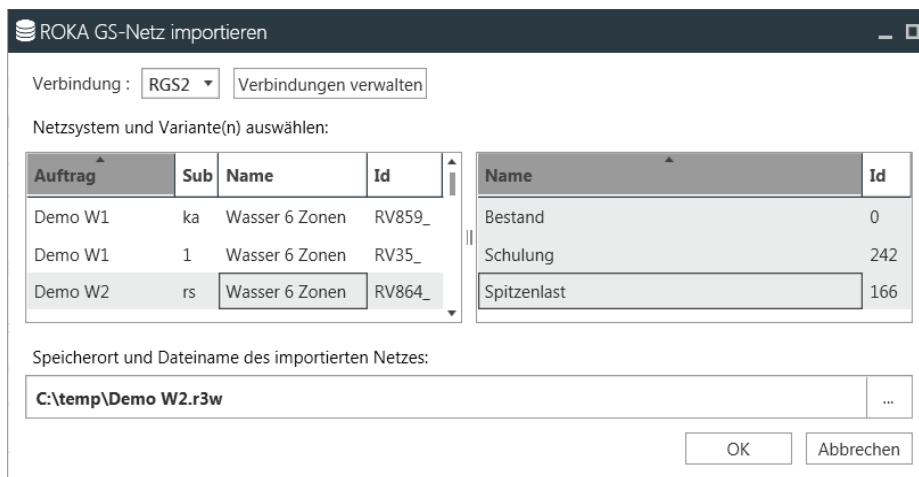 ROKA GS-Netz importieren
Verbindung : RGS2 Verbindungen verwalten
Netzsystem und Variante(n) auswählen:
Auftrag Sub Name Id Name Id
Demo W1 ka Wasser 6 Zonen RV859_ Bestand 0
Demo W1 1 Wasser 6 Zonen RV35_ Schulung 242
Demo W2 rs Wasser 6 Zonen RV864_ Spitzenlast 166
Speicherort und Dateiname des importierten Netzes:
C:\temp\Demo W2.r3w ...
OK Abbrechen